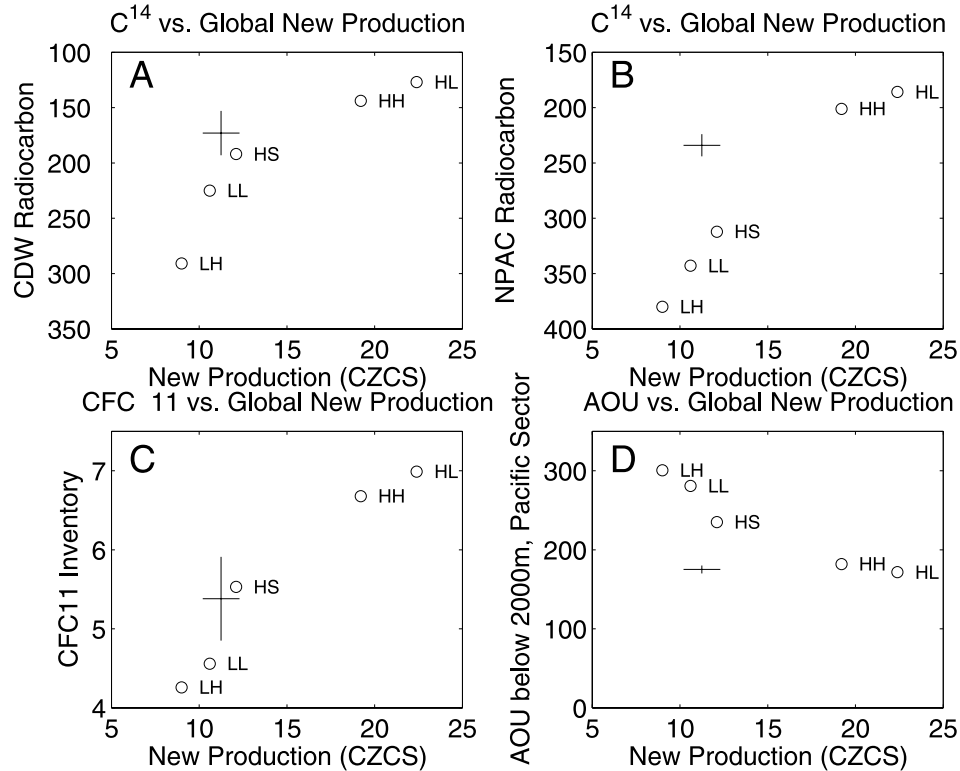 C14 vs. Global New Production
A
CDW Radiocarbon
100
150
200
250
300
350
HL
HH
HS
LL
LH
5 10 15 20 25
New Production (CZCS)
C14 vs. Global New Production
B
NPAC Radiocarbon
150
200
250
300
350
400
HL
HH
HS
LL
LH
5 10 15 20 25
New Production (CZCS)
CFC 11 vs. Global New Production
C
CFC11 Inventory
7
6
5
4
HL
HH
HS
LL
LH
5 10 15 20 25
New Production (CZCS)
AOU vs. Global New Production
D
AOU below 2000m, Pacific Sector
300
200
100
0
LH
LL
HS
HH
HL
5 10 15 20 25
New Production (CZCS)